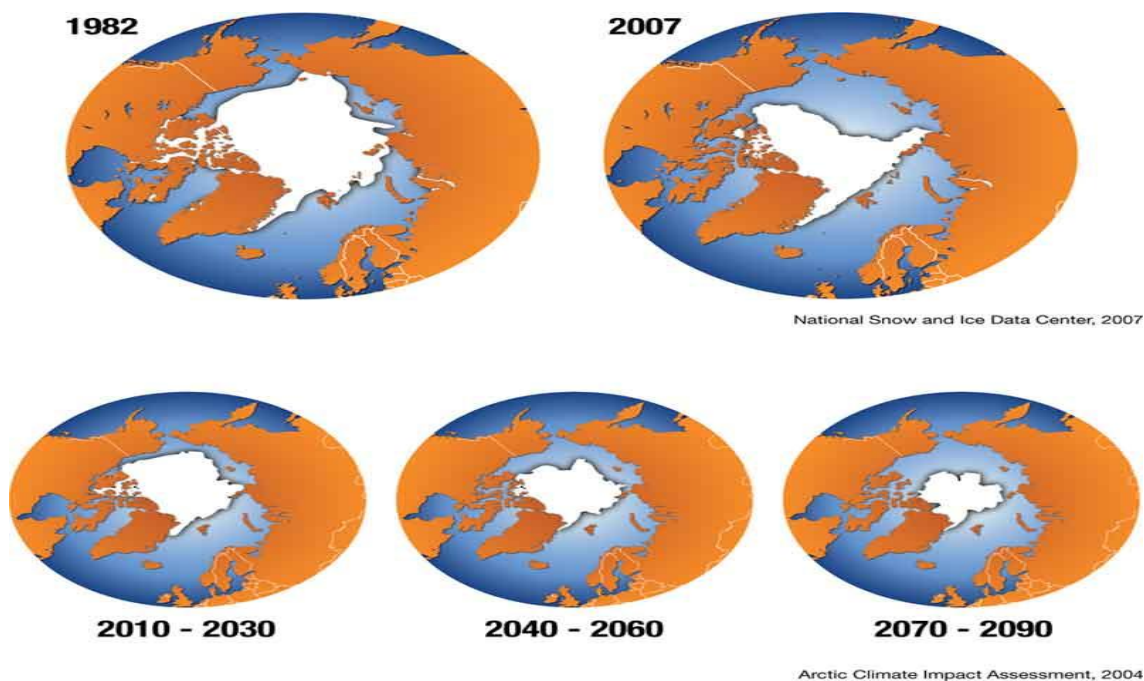 1982
2007
National Snow and Ice Data Center, 2007
2010 - 2030
2040 - 2060
2070 - 2090
Arctic Climate Impact Assessment, 2004